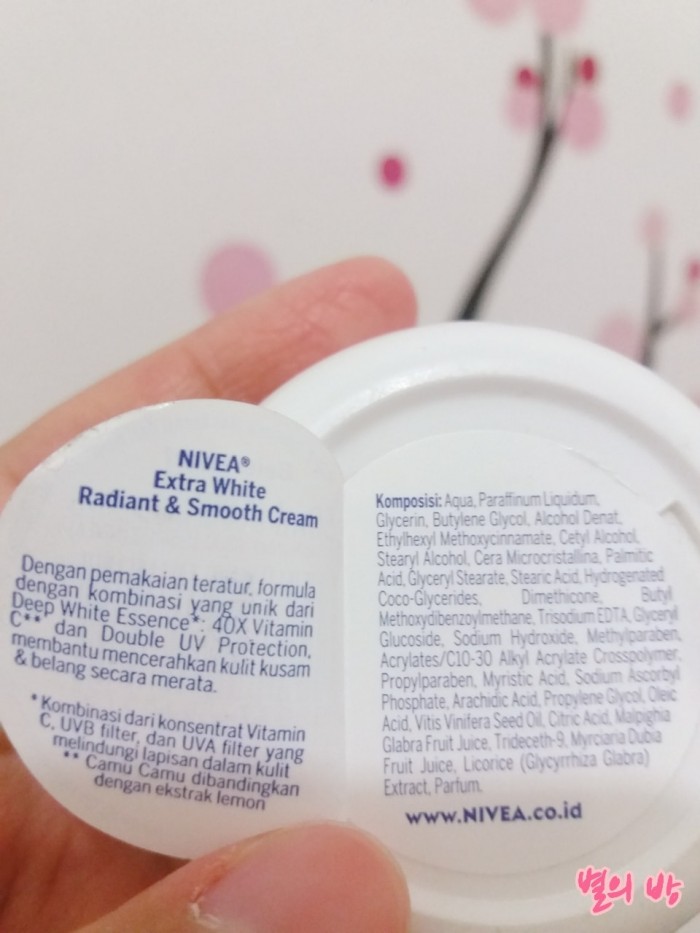 NIVEA®
Extra White
Radiant & Smooth Cream
Dengan pemakaian teratur, formula
dengan kombinasi yang unik dari
Deep White Essence*: 40X Vitamin
C** dan Double UV Protection,
membantu mencerahkan kulit kusam
& belang secara merata.
* Kombinasi dari konsentrat Vitamin
C, UVB filter, dan UVA filter yang
melindungi lapisan dalam kulit
** Camu Camu dibandingkan
dengan ekstrak lemon
Komposisi: Aqua, Paraffinum Liquidum,
Glycerin, Butylene Glycol, Alcohol Denat,
Ethylhexyl Methoxycinnamate, Cetyl Alcohol,
Stearyl Alcohol, Cera Microcristallina, Palmitic
Acid, Glyceryl Stearate, Stearic Acid, Hydrogenated
Coco-Glycerides, Dimethicone, Butyl
Methoxydibenzoylmethane, Trisodium EDTA, Glyceryl
Glucoside, Sodium Hydroxide, Methylparaben,
Acrylates/C10-30 Alkyl Acrylate Crosspolymer,
Propylparaben, Myristic Acid, Sodium Ascorbyl
Phosphate, Arachidic Acid, Propylene Glycol, Oleic
Acid, Vitis Vinifera Seed Oil, Citric Acid, Malpighia
Glabra Fruit Juice, Trideceth-9, Myrciaria Dubia
Fruit Juice, Licorice (Glycyrrhiza Glabra)
Extract, Parfum.
www.NIVEA.co.id
별의 방